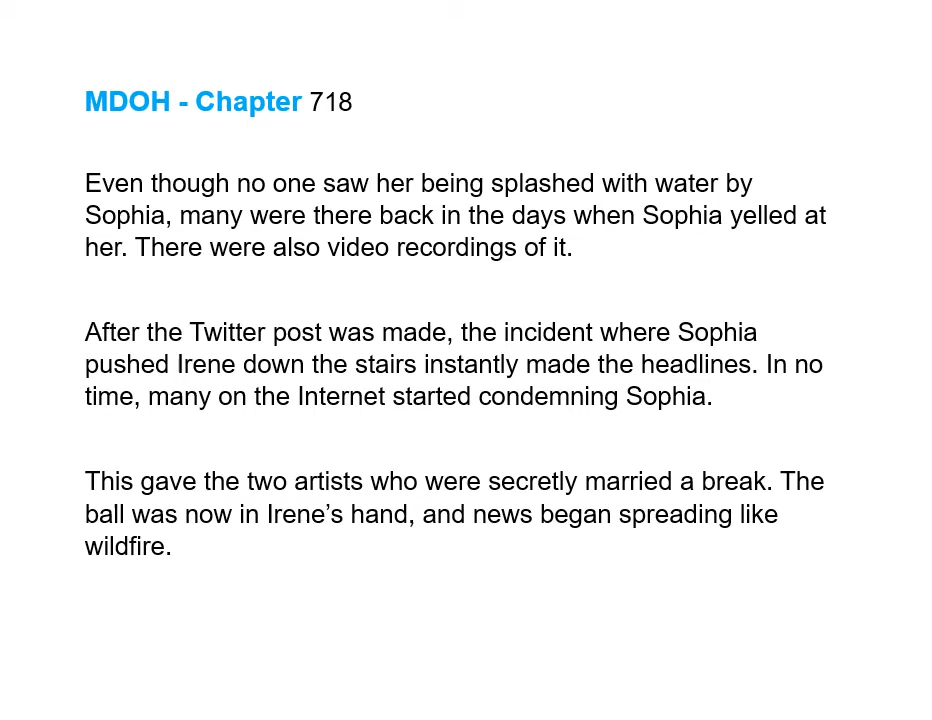 MDOH - Chapter 718
Even though no one saw her being splashed with water by
Sophia, many were there back in the days when Sophia yelled at
her. There were also video recordings of it.
After the Twitter post was made, the incident where Sophia
pushed Irene down the stairs instantly made the headlines. In no
time, many on the Internet started condemning Sophia.
This gave the two artists who were secretly married a break. The
ball was now in Irene’s hand, and news began spreading like
wildfire.